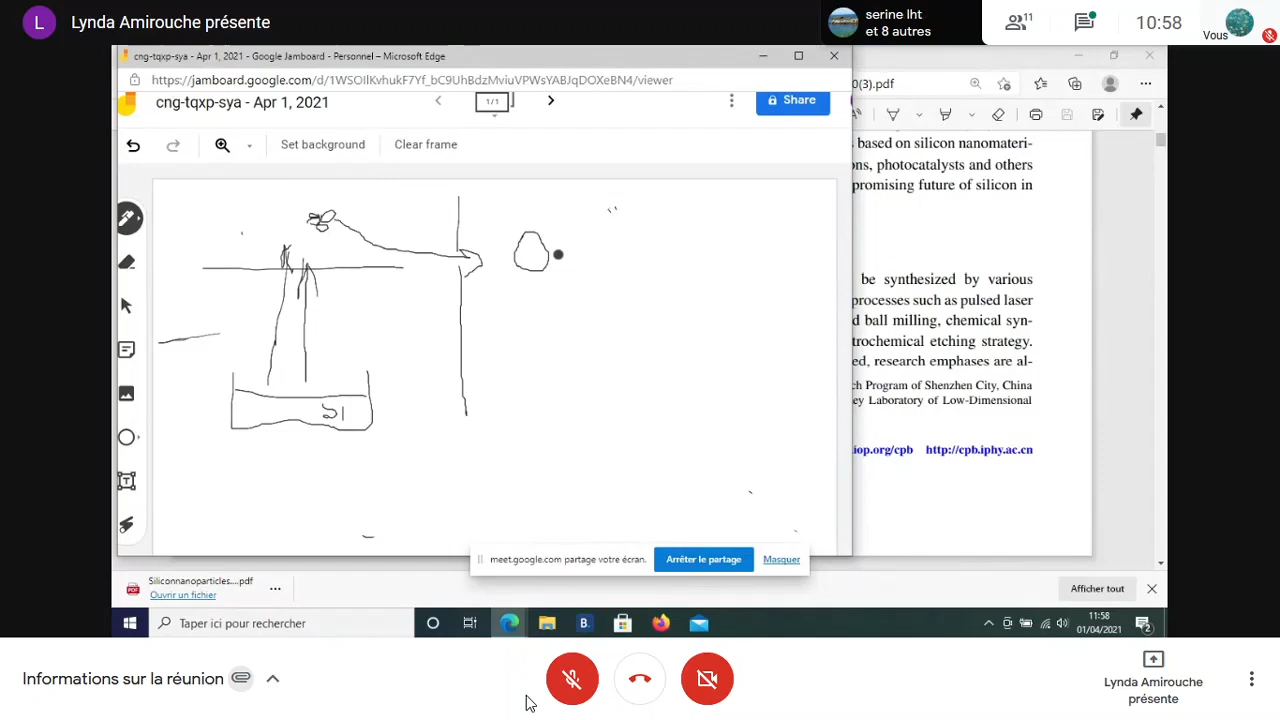 L Lynda Amirouche présente
serine lht
et 8 autres
11
10:58
Vous
cng-tqxp-sya - Apr 1, 2021 - Google Jamboard - Personnel – Microsoft Edge
https://jamboard.google.com/d/1WSOIlKvhukF7Yf_bC9UhBdzMviuVPWsYABJqDOXeBN4/viewer
cng-tqxp-sya - Apr 1, 2021
1/1
Share
Set background
Clear frame
0(3).pdf
based on silicon nanomateri-
ons, photocatalysts and others
promising future of silicon in
be synthesized by various
processes such as pulsed laser
d ball milling, chemical syn-
trochemical etching strategy.
ed, research emphases are al-
ch Program of Shenzhen City, China
ey Laboratory of Low-Dimensional
iop.org/cpb http://cpb.iphy.ac.cn
meet.google.com partage votre écran.
Arrêter le partage
Masquer
PDF
Siliconnanoparticles....pdf
Ouvrir un fichier
Afficher tout
Taper ici pour rechercher
B.
11:58
01/04/2021
2
Informations sur la réunion
Lynda Amirouche
présente